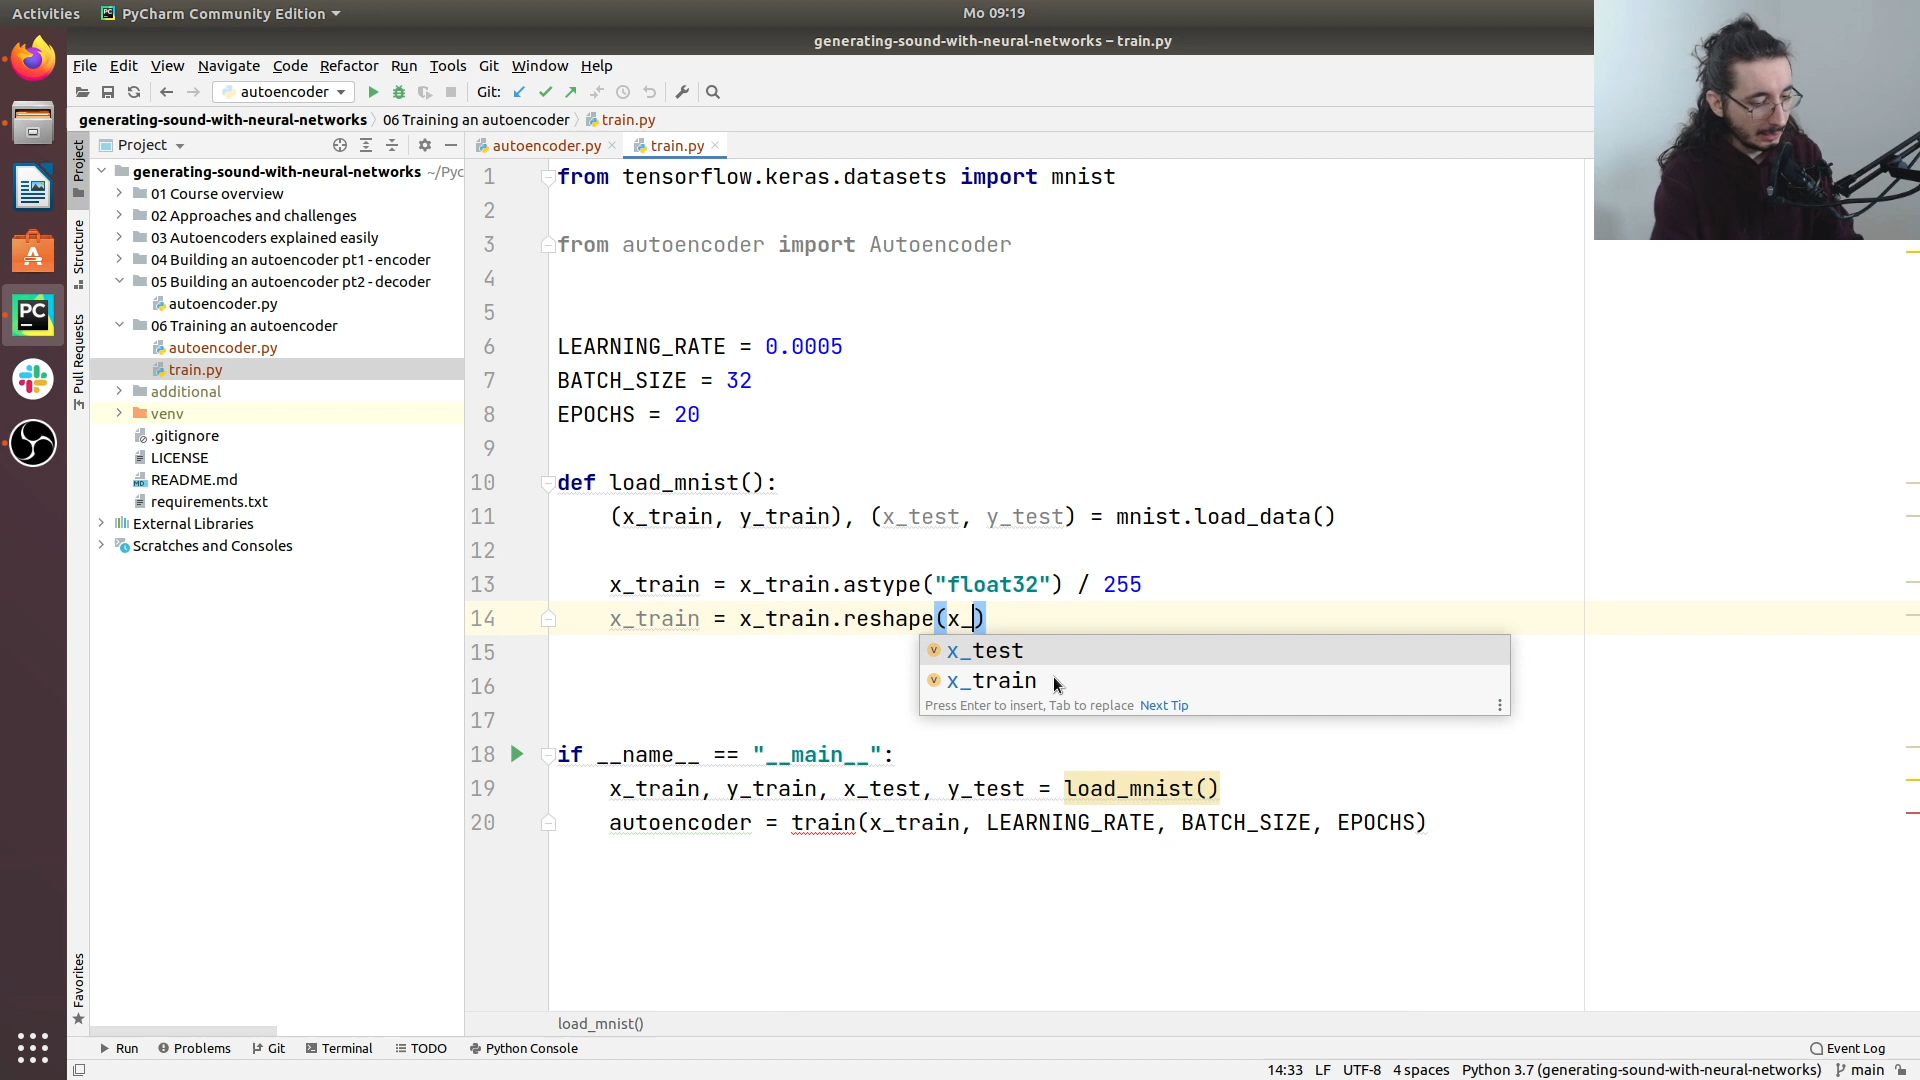 Activities PyCharm Community Edition Mo 09:19
generating-sound-with-neural-networks – train.py
File Edit View Navigate Code Refactor Run Tools Git Window Help
autoencoder Git:
generating-sound-with-neural-networks 06 Training an autoencoder train.py
Project autoencoder.py train.py
Project
Structure
Pull Requests
Favorites
generating-sound-with-neural-networks ~/Pyc
01 Course overview
02 Approaches and challenges
03 Autoencoders explained easily
04 Building an autoencoder pt1 - encoder
05 Building an autoencoder pt2 - decoder
autoencoder.py
06 Training an autoencoder
autoencoder.py
train.py
additional
venv
.gitignore
LICENSE
README.md
requirements.txt
External Libraries
Scratches and Consoles
1 from tensorflow.keras.datasets import mnist
2
3 from autoencoder import Autoencoder
4
5
6 LEARNING_RATE = 0.0005
7 BATCH_SIZE = 32
8 EPOCHS = 20
9
10 def load_mnist():
11 (x_train, y_train), (x_test, y_test) = mnist.load_data()
12
13 x_train = x_train.astype("float32") / 255
14 x_train = x_train.reshape(x_)
15
16
17
x_test
x_train
Press Enter to insert, Tab to replace Next Tip
18 if __name__ == "__main__":
19 x_train, y_train, x_test, y_test = load_mnist()
20 autoencoder = train(x_train, LEARNING_RATE, BATCH_SIZE, EPOCHS)
load_mnist()
Run Problems Git Terminal TODO Python Console Event Log
14:33 LF UTF-8 4 spaces Python 3.7 (generating-sound-with-neural-networks) main